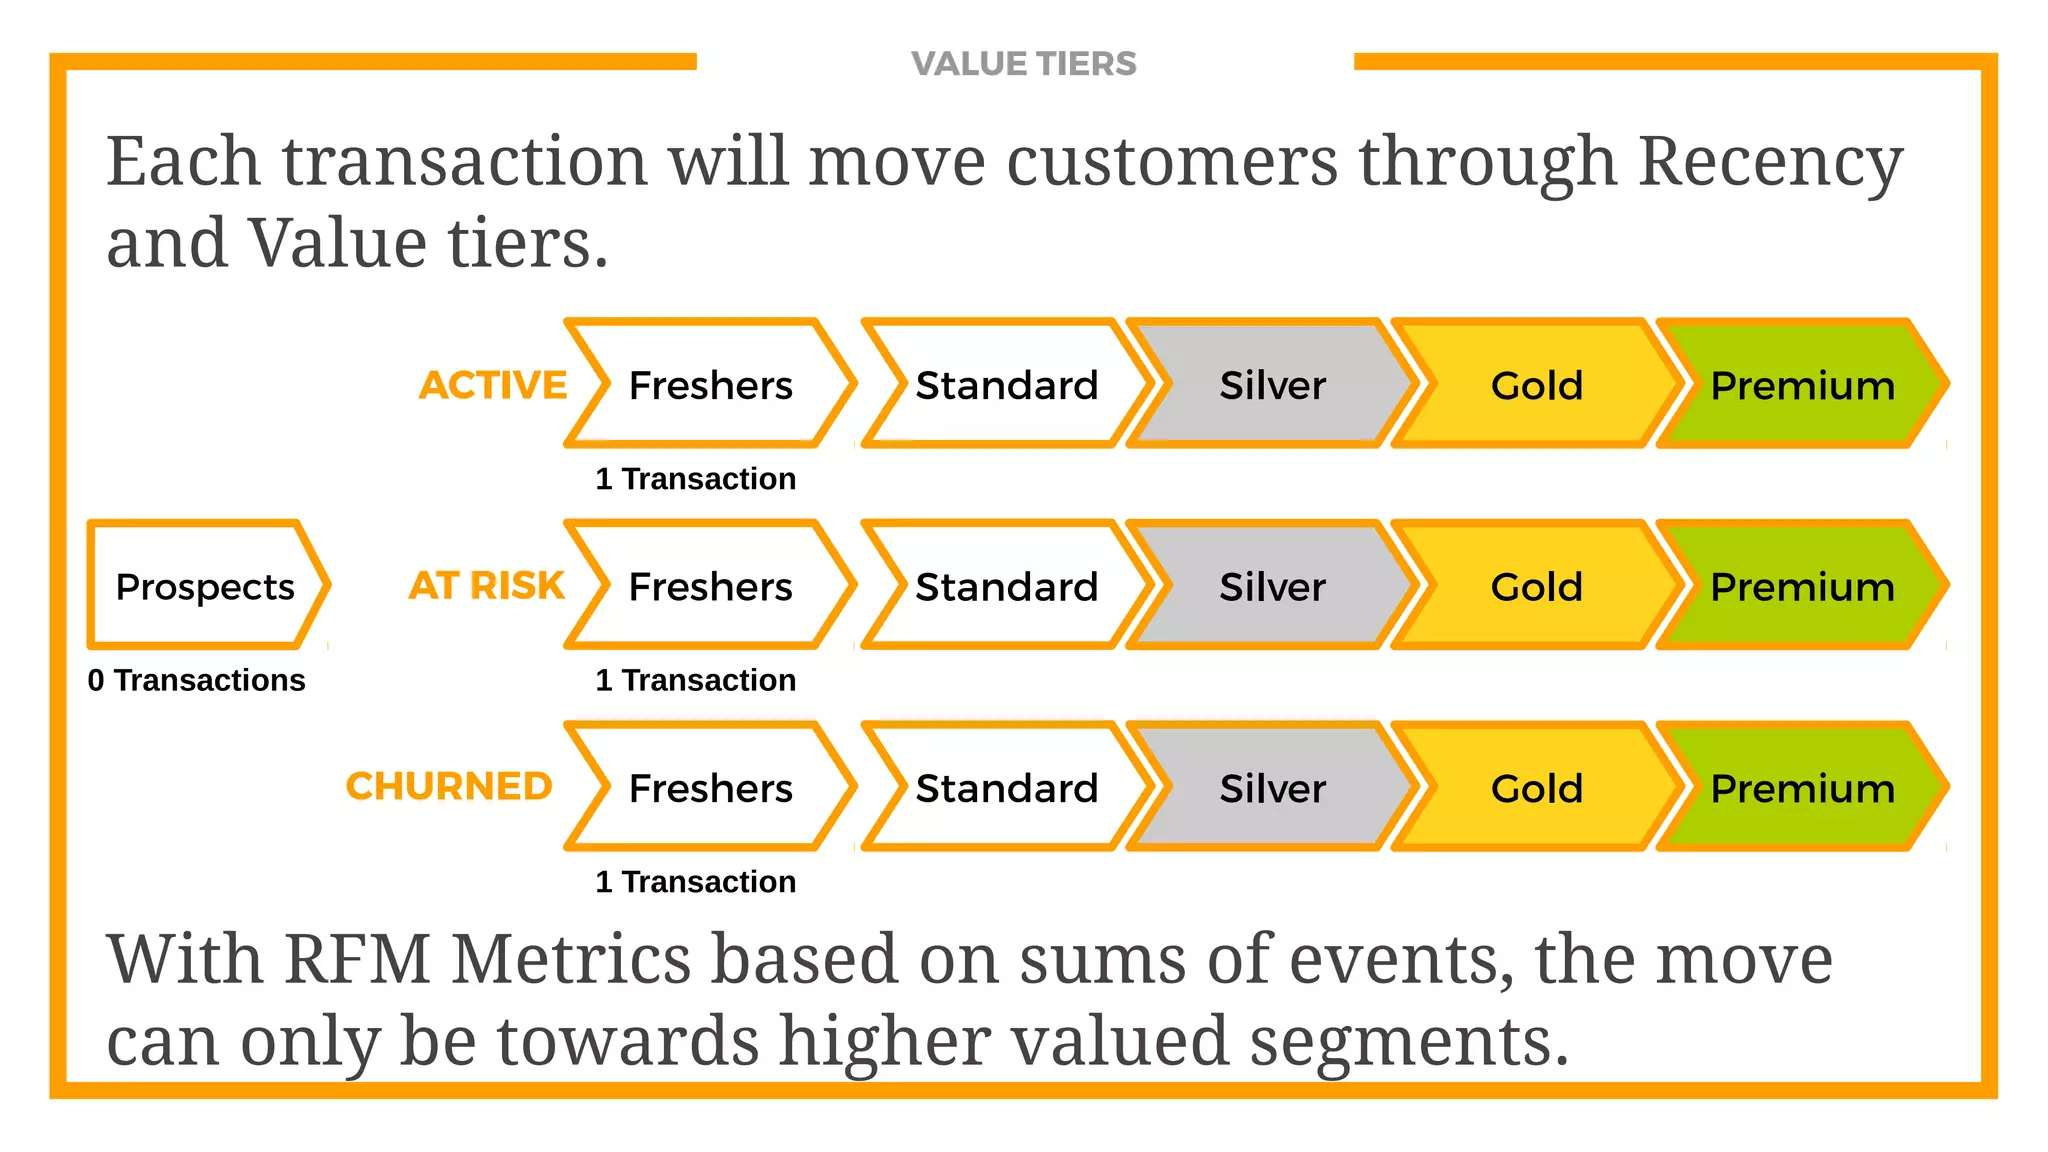 VALUE TIERS
Each transaction will move customers through Recency
and Value tiers.
ACTIVE Freshers Standard Silver Gold Premium
1 Transaction
Prospects AT RISK Freshers Standard Silver Gold Premium
0 Transactions 1 Transaction
CHURNED Freshers Standard Silver Gold Premium
1 Transaction
With RFM Metrics based on sums of events, the move
can only be towards higher valued segments.